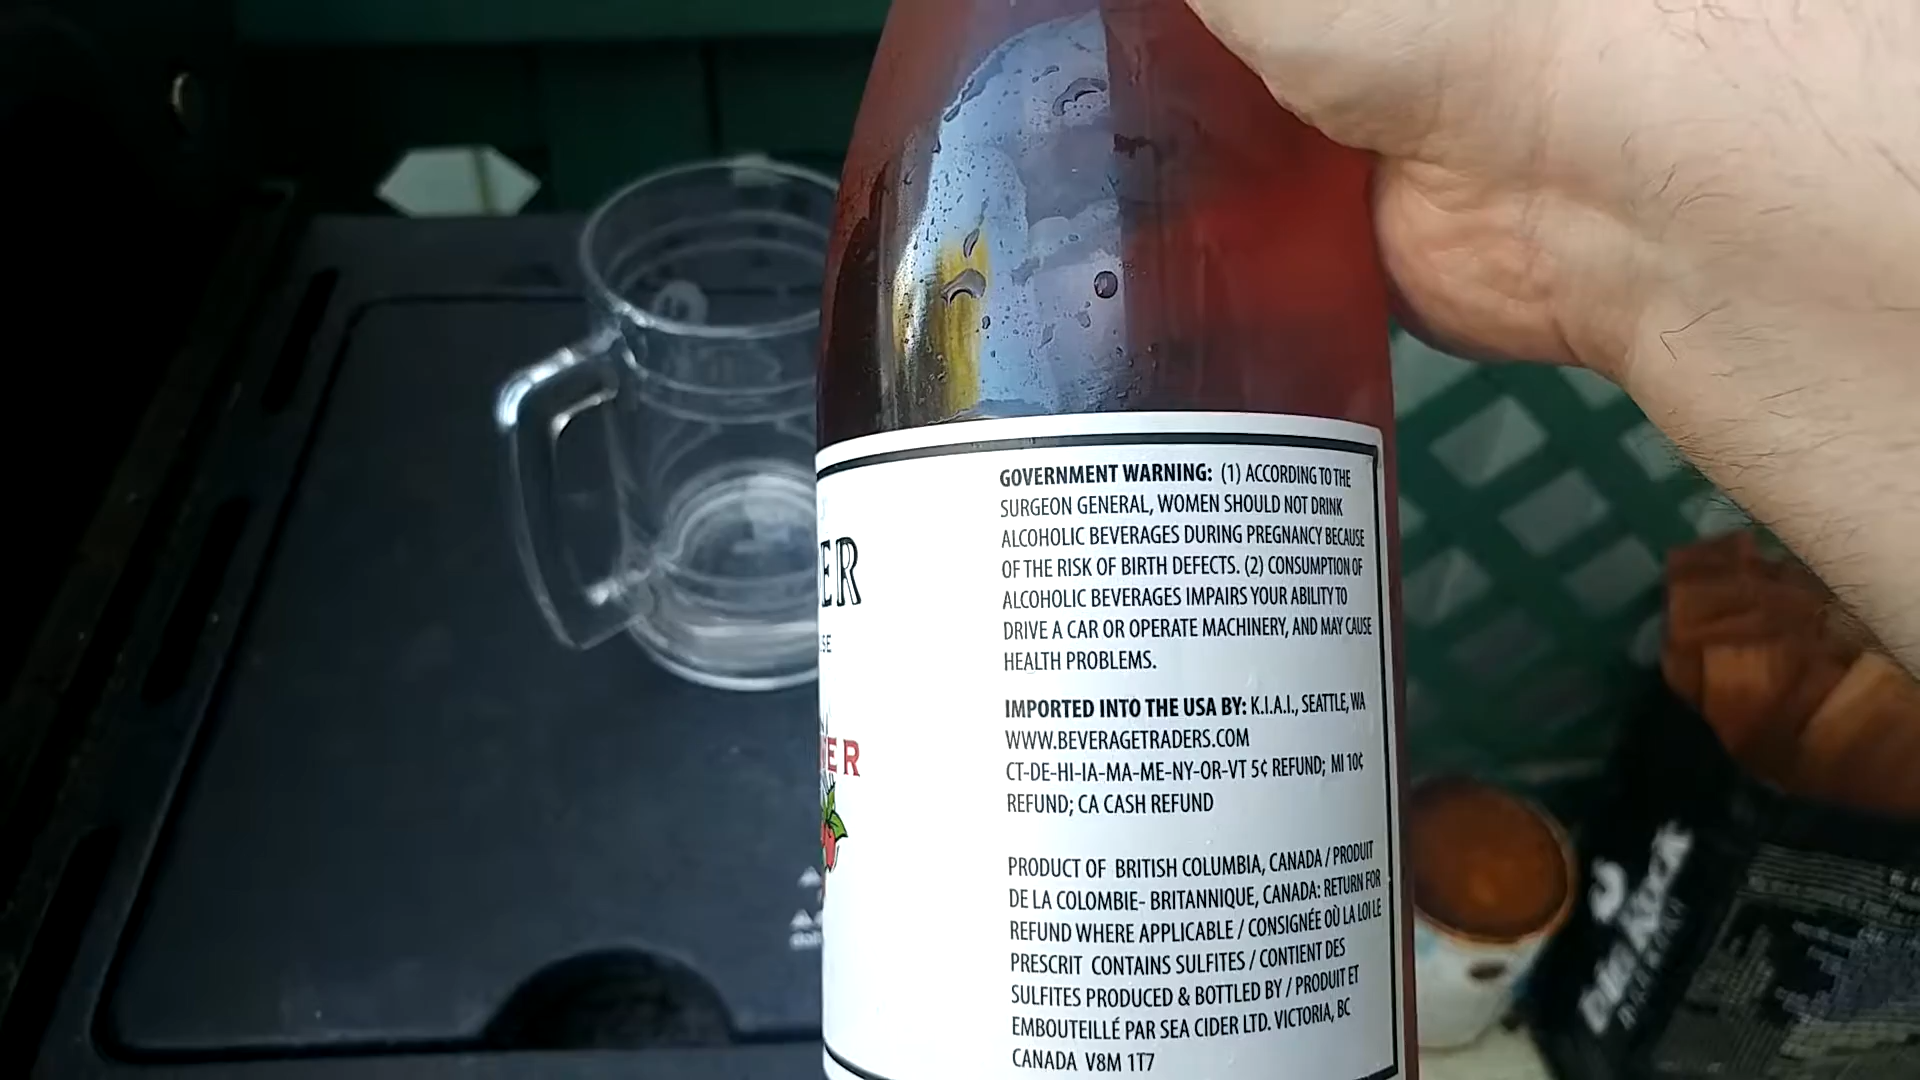 GOVERNMENT WARNING: (1) ACCORDING TO THE
SURGEON GENERAL, WOMEN SHOULD NOT DRINK
ALCOHOLIC BEVERAGES DURING PREGNANCY BECAUSE
OF THE RISK OF BIRTH DEFECTS. (2) CONSUMPTION OF
ALCOHOLIC BEVERAGES IMPAIRS YOUR ABILITY TO
DRIVE A CAR OR OPERATE MACHINERY, AND MAY CAUSE
HEALTH PROBLEMS.
IMPORTED INTO THE USA BY: K.I.A.I., SEATTLE, WA
WWW.BEVERAGETRADERS.COM
CT-DE-HI-IA-MA-ME-NY-OR-VT 5¢ REFUND; MI 10¢
REFUND; CA CASH REFUND
PRODUCT OF BRITISH COLUMBIA, CANADA / PRODUIT
DE LA COLOMBIE- BRITANNIQUE, CANADA: RETURN FOR
REFUND WHERE APPLICABLE / CONSIGNÉE OÙ LA LOI LE
PRESCRIT CONTAINS SULFITES / CONTIENT DES
SULFITES PRODUCED & BOTTLED BY / PRODUIT ET
EMBOUTEILLÉ PAR SEA CIDER LTD. VICTORIA, BC
CANADA V8M 1T7